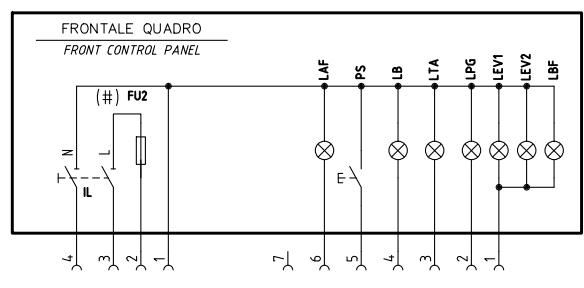 FRONTALE QUADRO
FRONT CONTROL PANEL
LAF PS LB LTA LPG LEV1 LEV2 LBF
(#) FU2
N L
IL
4 3 2 1 7 6 5 4 3 2 1